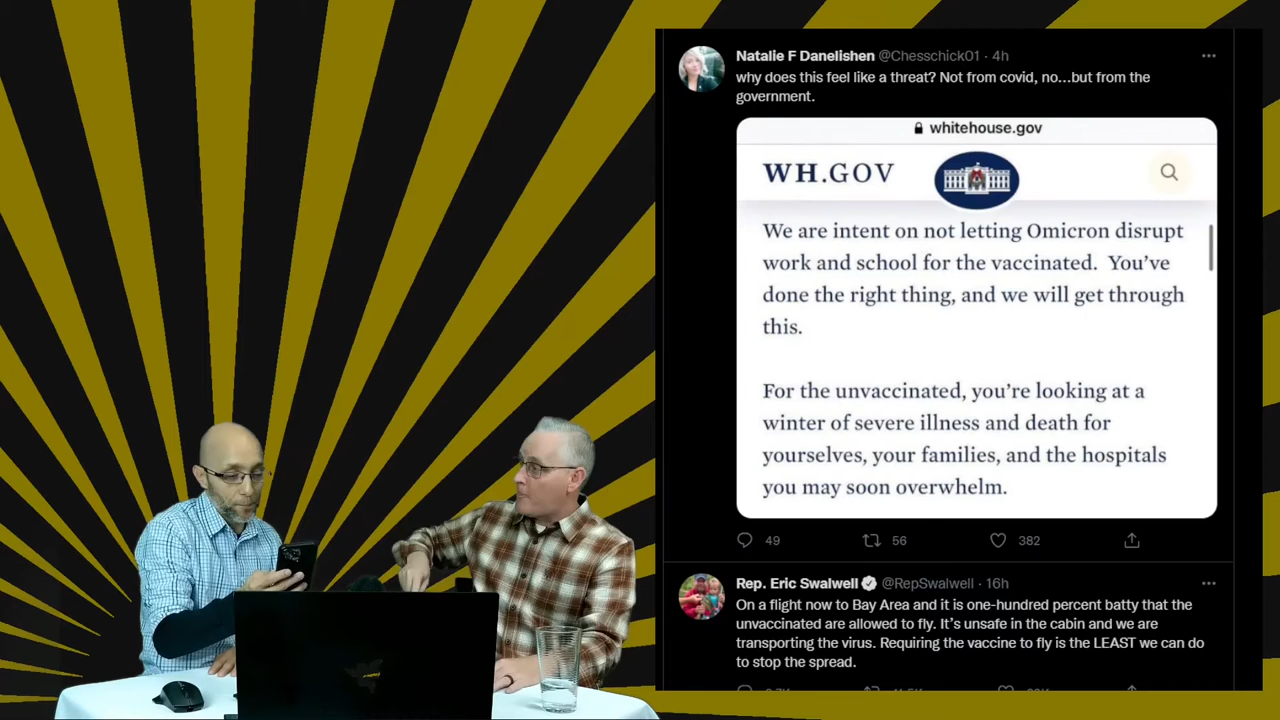 Natalie F Danelishen @Chesschick01 · 4h
why does this feel like a threat? Not from covid, no...but from the
government.
whitehouse.gov
WH.GOV
We are intent on not letting Omicron disrupt
work and school for the vaccinated. You've
done the right thing, and we will get through
this.
For the unvaccinated, you're looking at a
winter of severe illness and death for
yourselves, your families, and the hospitals
you may soon overwhelm.
49 56 382
Rep. Eric Swalwell @RepSwalwell · 16h
On a flight now to Bay Area and it is one-hundred percent batty that the
unvaccinated are allowed to fly. It's unsafe in the cabin and we are
transporting the virus. Requiring the vaccine to fly is the LEAST we can do
to stop the spread.